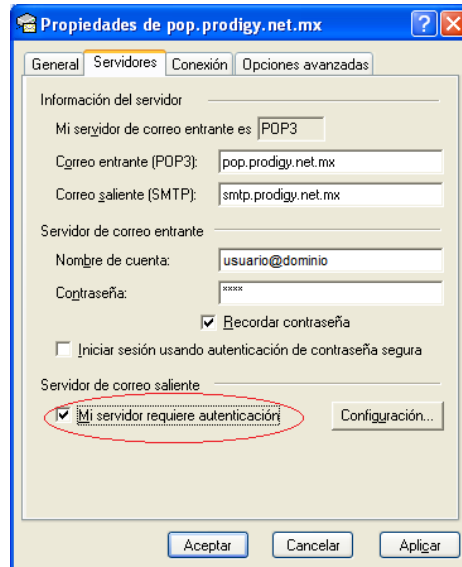 Propiedades de pop.prodigy.net.mx
General Servidores Conexión Opciones avanzadas
Información del servidor
Mi servidor de correo entrante es POP3
Correo entrante (POP3): pop.prodigy.net.mx
Correo saliente (SMTP): smtp.prodigy.net.mx
Servidor de correo entrante
Nombre de cuenta: usuario@dominio
Contraseña: ××××
Recordar contraseña
Iniciar sesión usando autenticación de contraseña segura
Servidor de correo saliente
Mi servidor requiere autenticación Configuración...
Aceptar Cancelar Aplicar